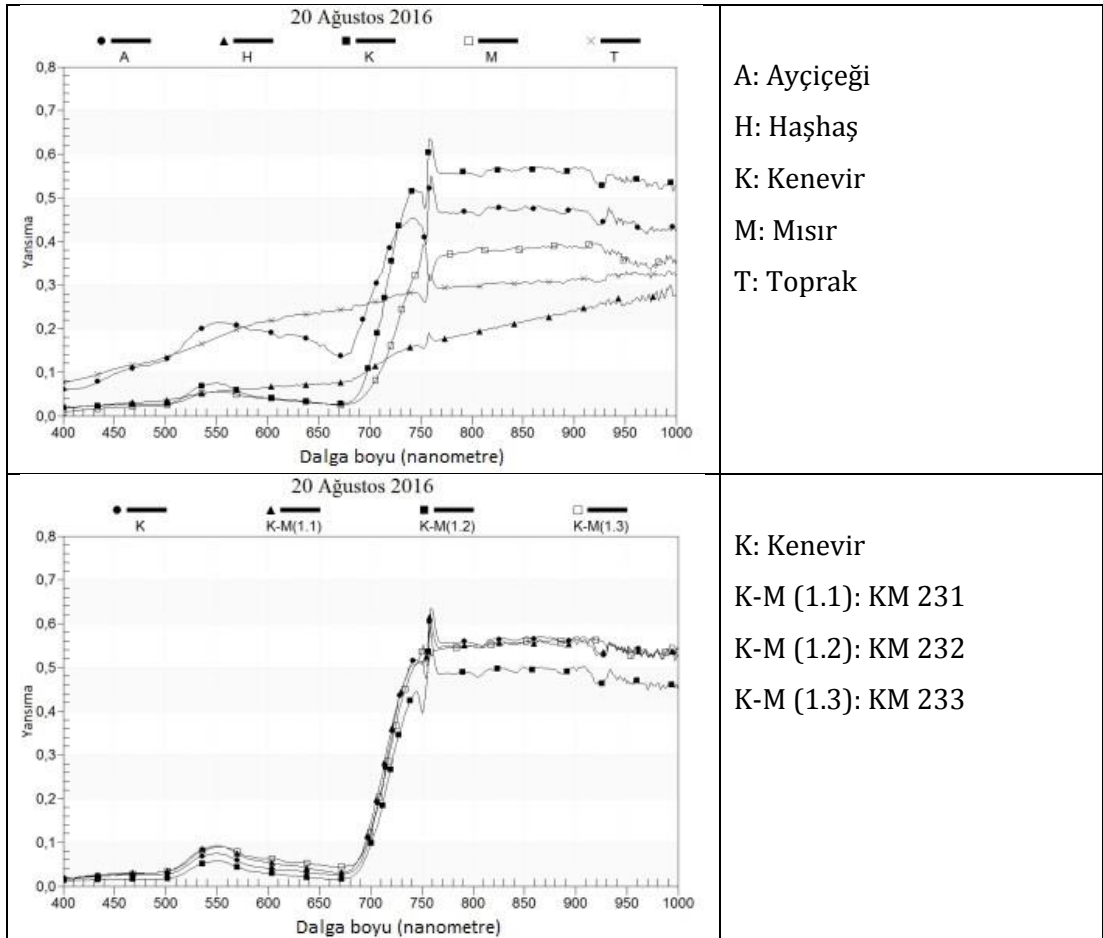 20 Ağustos 2016
A H K M T
0,8
0,7
0,6
0,5
0,4
0,3
0,2
0,1
0,0
Yansıma
400 450 500 550 600 650 700 750 800 850 900 950 1000
Dalga boyu (nanometre)
A: Ayçiçeği
H: Haşhaş
K: Kenevir
M: Mısır
T: Toprak
20 Ağustos 2016
K K-M(1.1) K-M(1.2) K-M(1.3)
0,8
0,7
0,6
0,5
0,4
0,3
0,2
0,1
0,0
Yansıma
400 450 500 550 600 650 700 750 800 850 900 950 1000
Dalga boyu (nanometre)
K: Kenevir
K-M (1.1): KM 231
K-M (1.2): KM 232
K-M (1.3): KM 233